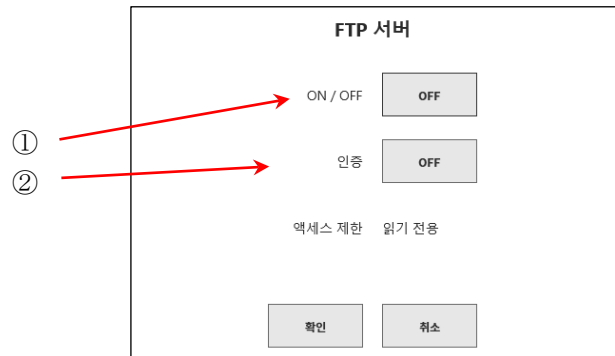 FTP 서버
ON / OFF OFF
①
인증 OFF
②
액세스 제한 읽기 전용
확인 취소